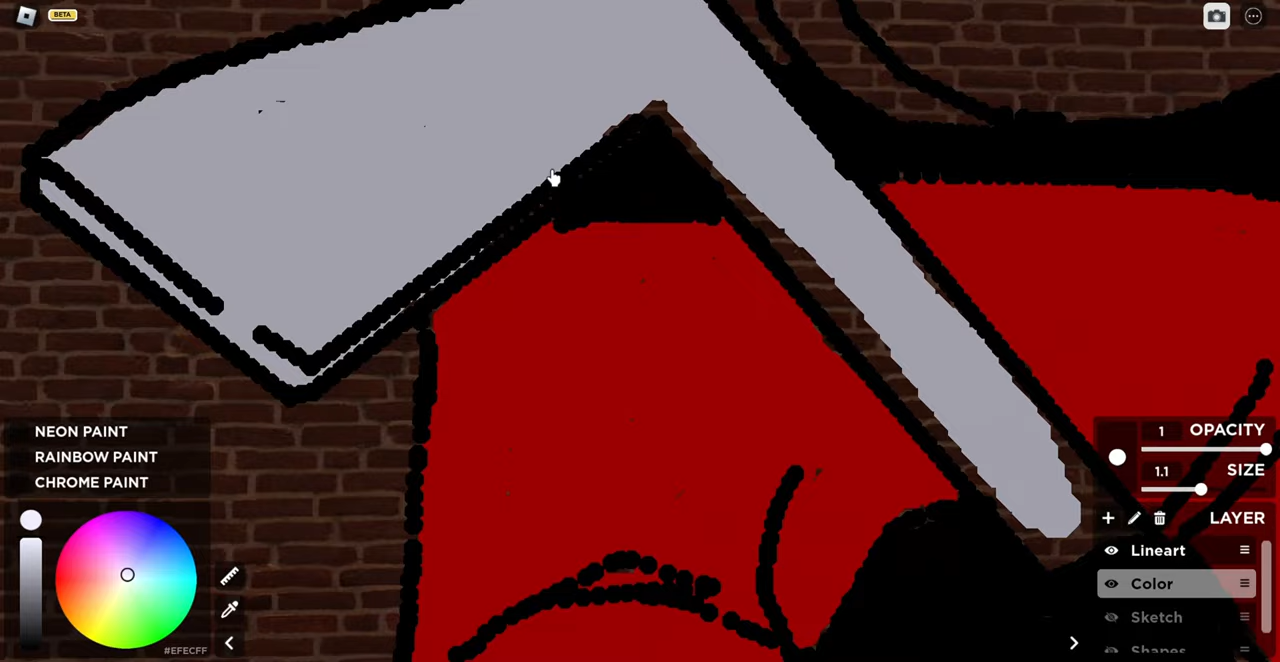 BETA
NEON PAINT
RAINBOW PAINT
CHROME PAINT
#EFECFF
1 OPACITY
1.1 SIZE
LAYER
Lineart
Color
Sketch
Shapes